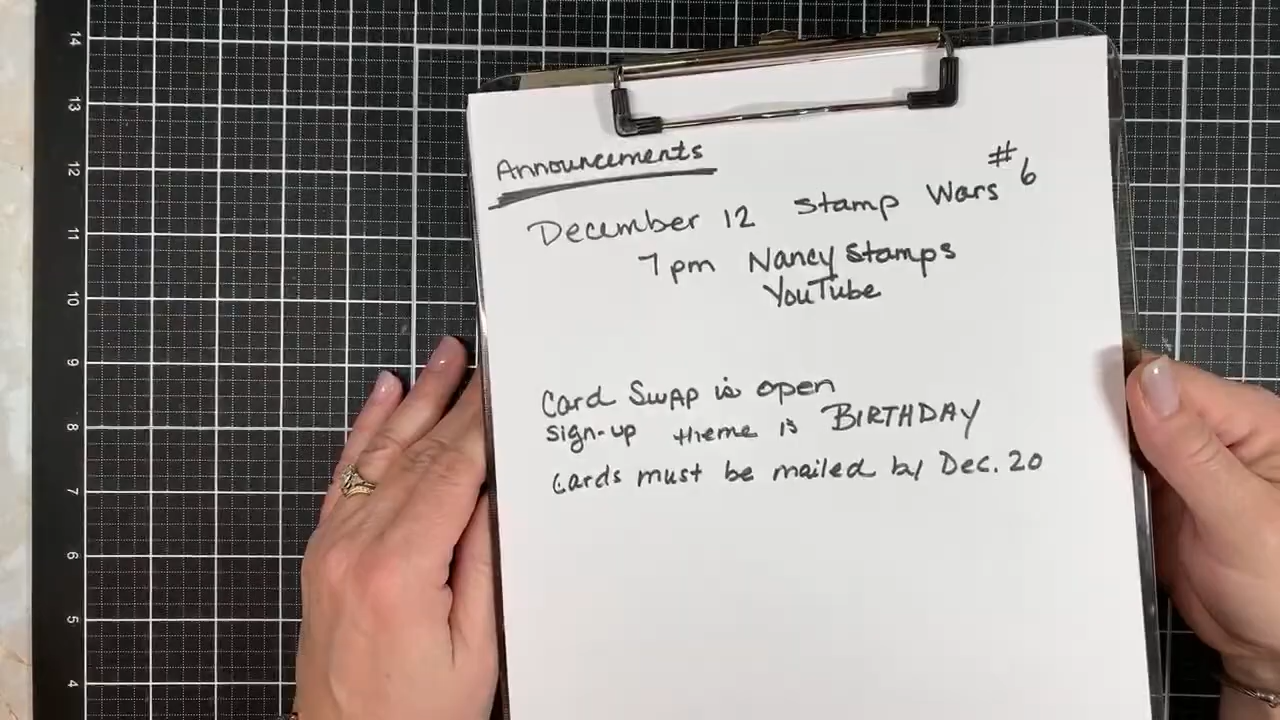 Announcements
December 12 Stamp Wars #6
7pm Nancy Stamps
YouTube
Card Swap is open
sign-up theme is BIRTHDAY
cards must be mailed by Dec. 20
14
13
12
11
10
9
8
7
6
5
4